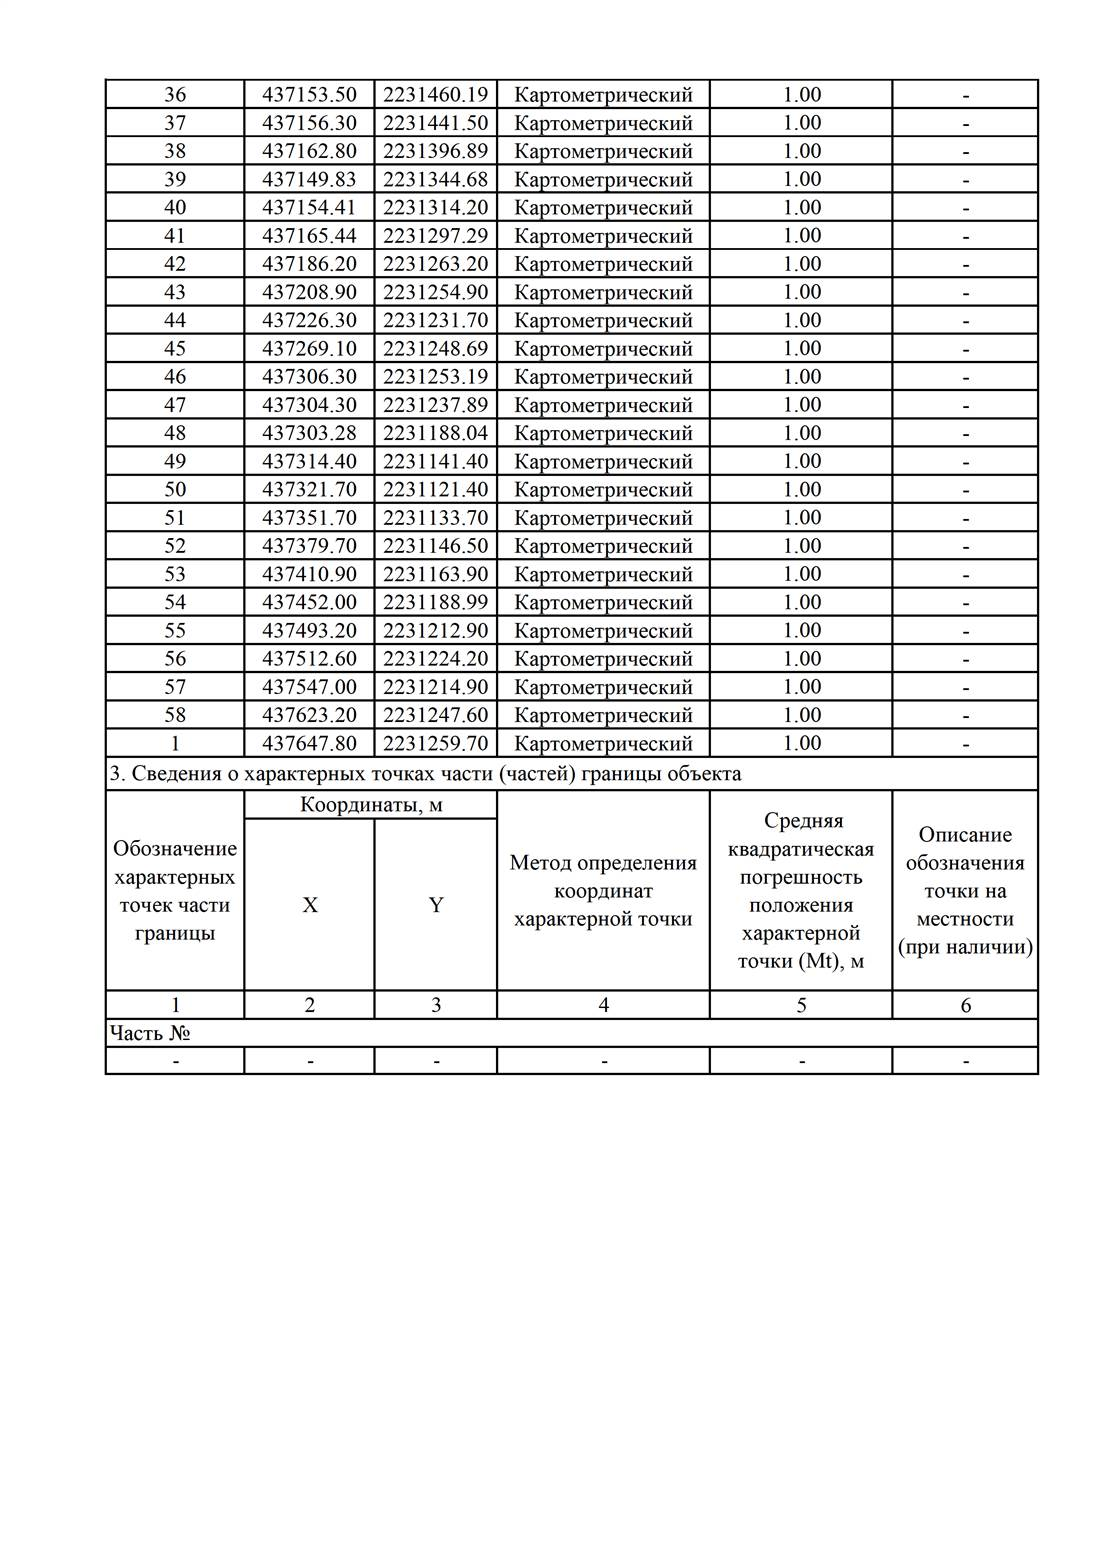 36 437153.50 2231460.19 Картометрический 1.00 -
37 437156.30 2231441.50 Картометрический 1.00 -
38 437162.80 2231396.89 Картометрический 1.00 -
39 437149.83 2231344.68 Картометрический 1.00 -
40 437154.41 2231314.20 Картометрический 1.00 -
41 437165.44 2231297.29 Картометрический 1.00 -
42 437186.20 2231263.20 Картометрический 1.00 -
43 437208.90 2231254.90 Картометрический 1.00 -
44 437226.30 2231231.70 Картометрический 1.00 -
45 437269.10 2231248.69 Картометрический 1.00 -
46 437306.30 2231253.19 Картометрический 1.00 -
47 437304.30 2231237.89 Картометрический 1.00 -
48 437303.28 2231188.04 Картометрический 1.00 -
49 437314.40 2231141.40 Картометрический 1.00 -
50 437321.70 2231121.40 Картометрический 1.00 -
51 437351.70 2231133.70 Картометрический 1.00 -
52 437379.70 2231146.50 Картометрический 1.00 -
53 437410.90 2231163.90 Картометрический 1.00 -
54 437452.00 2231188.99 Картометрический 1.00 -
55 437493.20 2231212.90 Картометрический 1.00 -
56 437512.60 2231224.20 Картометрический 1.00 -
57 437547.00 2231214.90 Картометрический 1.00 -
58 437623.20 2231247.60 Картометрический 1.00 -
1 437647.80 2231259.70 Картометрический 1.00 -
3. Сведения о характерных точках части (частей) границы объекта
Обозначение
характерных
точек части
границы
Координаты, м
X
Y
Метод определения
координат
характерной точки
Средняя
квадратическая
погрешность
положения
характерной
точки (Mt), м
Описание
обозначения
точки на
местности
(при наличии)
1 2 3 4 5 6
Часть №
- - - - - -